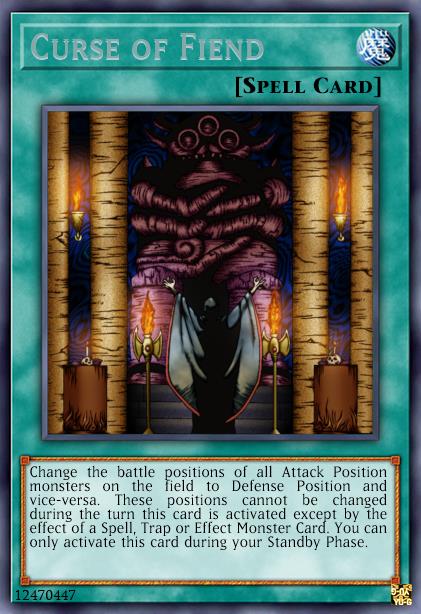 CURSE OF FIEND
魔
[SPELL CARD]
Change the battle positions of all Attack Position
monsters on the field to Defense Position and
vice-versa. These positions cannot be changed
during the turn this card is activated except by the
effect of a Spell, Trap or Effect Monster Card. You can
only activate this card during your Standby Phase.
12470447